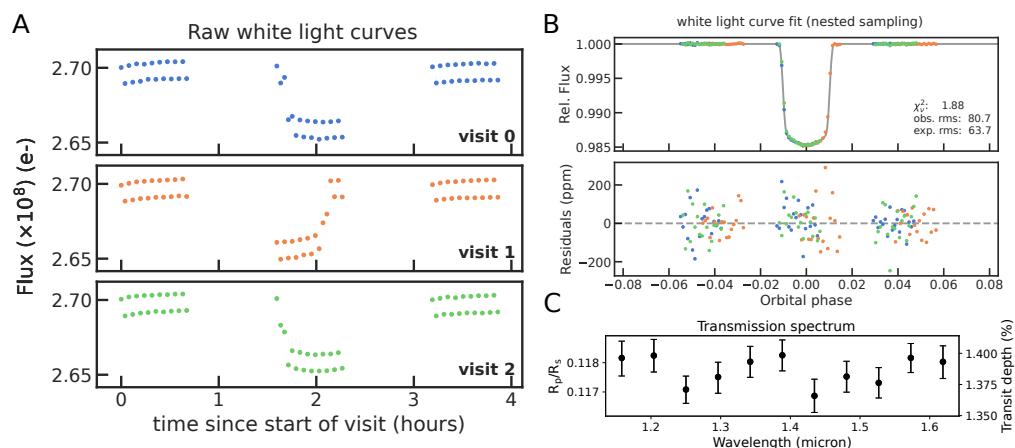 A
Raw white light curves
2.70
2.65
visit 0
2.70
2.65
visit 1
2.70
2.65
visit 2
0 1 2 3 4
time since start of visit (hours)
Flux (×10⁸) (e-)
B
white light curve fit (nested sampling)
1.000
0.995
0.990
0.985
Rel. Flux
χ²ᵥ: 1.88
obs. rms: 80.7
exp. rms: 63.7
200
0
−200
Residuals (ppm)
−0.08 −0.06 −0.04 −0.02 0.00 0.02 0.04 0.06 0.08
Orbital phase
C
Transmission spectrum
0.118
0.117
Rₚ/Rₛ
1.400
1.375
1.350
Transit depth (%)
1.2 1.3 1.4 1.5 1.6
Wavelength (micron)